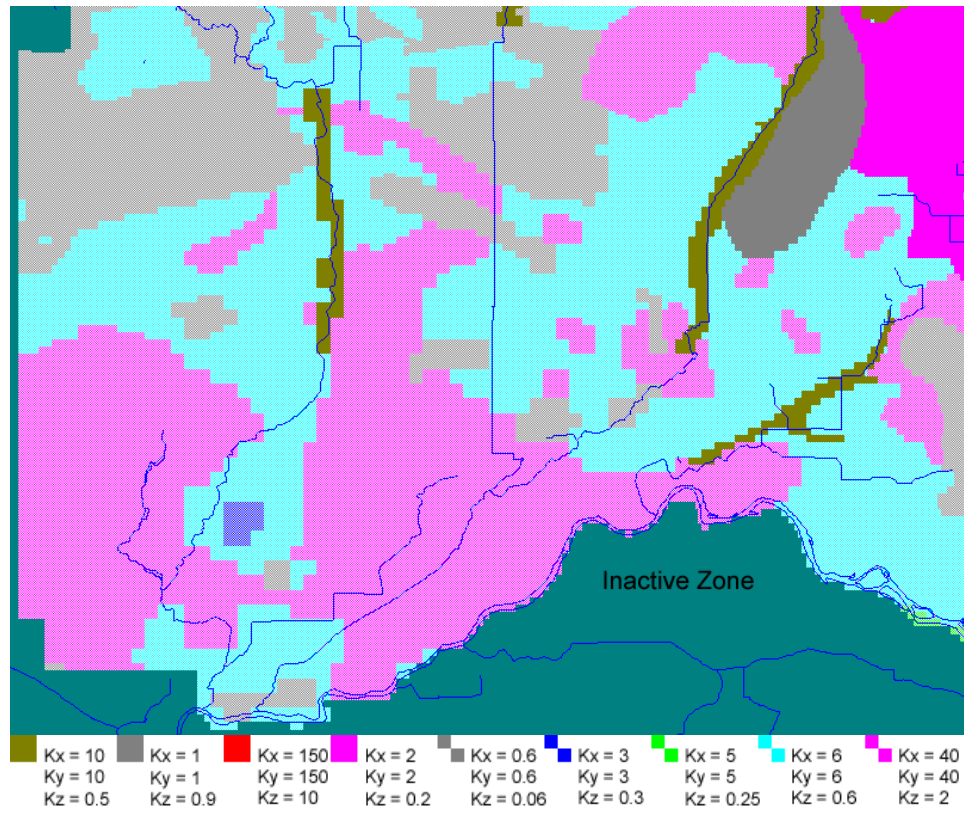 Inactive Zone
Kx = 10 Kx = 1 Kx = 150 Kx = 2 Kx = 0.6 Kx = 3 Kx = 5 Kx = 6 Kx = 40
Ky = 10 Ky = 1 Ky = 150 Ky = 2 Ky = 0.6 Ky = 3 Ky = 5 Ky = 6 Ky = 40
Kz = 0.5 Kz = 0.9 Kz = 10 Kz = 0.2 Kz = 0.06 Kz = 0.3 Kz = 0.25 Kz = 0.6 Kz = 2